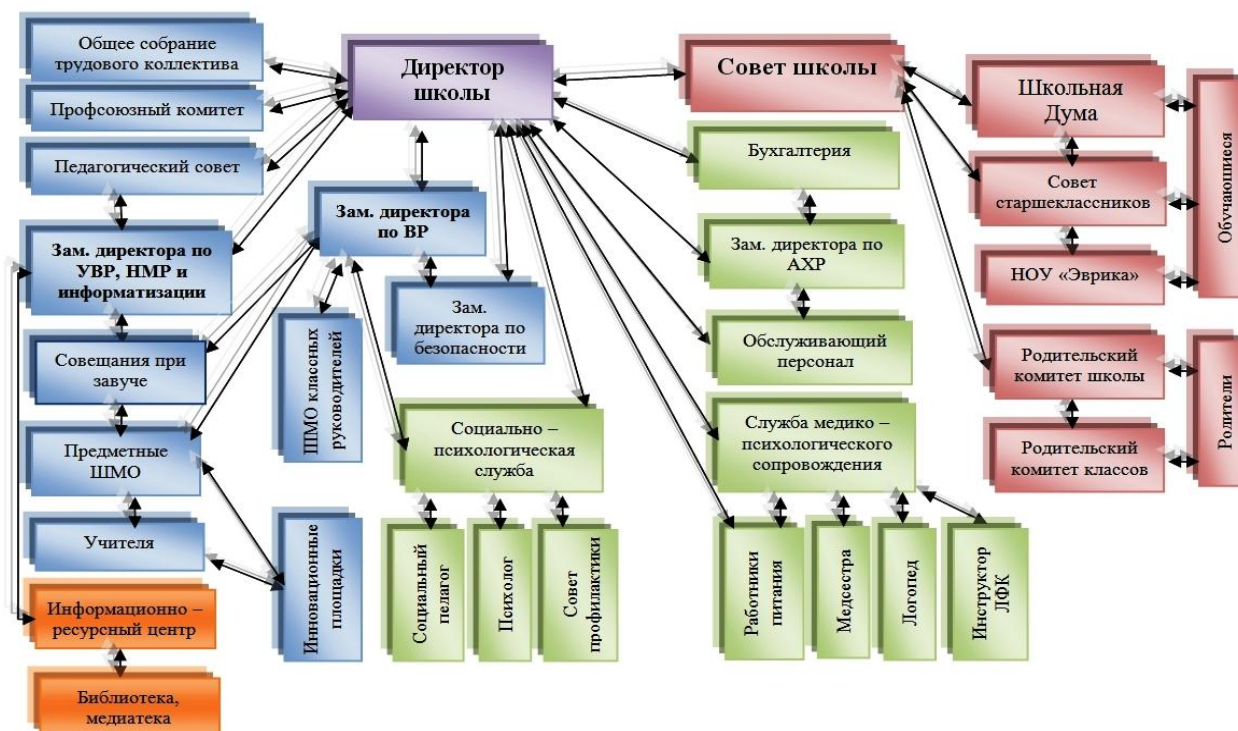 Общее собрание
трудового коллектива
Профсоюзный комитет
Педагогический совет
Зам. директора по
УВР, НМР и
информатизации
Совещания при
завуче
Предметные
ШМО
Учителя
Информационно –
ресурсный центр
Библиотека,
медиатека
Директор
школы
Зам. директора
по ВР
ШМО классных
руководителей
Зам.
директора по
безопасности
Инновационные
площадки
Социально –
психологическая
служба
Социальный
педагог
Психолог
Совет
профилактики
Совет школы
Бухгалтерия
Зам. директора по
АХР
Обслуживающий
персонал
Служба медико –
психологического
сопровождения
Работники
питания
Медсестра
Логопед
Инструктор
ЛФК
Школьная
Дума
Совет
старшеклассников
НОУ «Эврика»
Обучающиеся
Родительский
комитет школы
Родительский
комитет классов
Родители